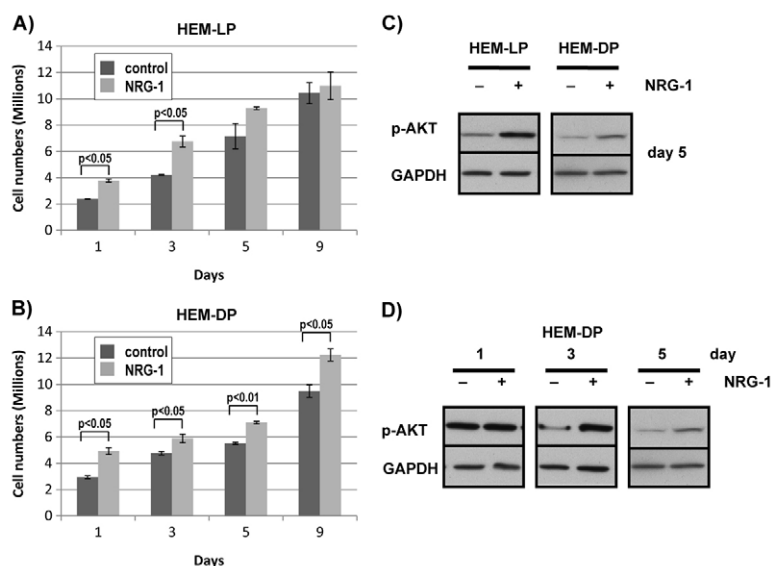 A)
HEM-LP
Cell numbers (Millions)
14
12
10
8
6
4
2
0
control
NRG-1
p<0.05
p<0.05
1 3 5 9
Days
B)
HEM-DP
Cell numbers (Millions)
14
12
10
8
6
4
2
0
control
NRG-1
p<0.05
p<0.05
p<0.01
p<0.05
1 3 5 9
Days
C)
HEM-LP HEM-DP
– + – + NRG-1
p-AKT
GAPDH
day 5
D)
HEM-DP
1 3 5 day
– + – + – + NRG-1
p-AKT
GAPDH